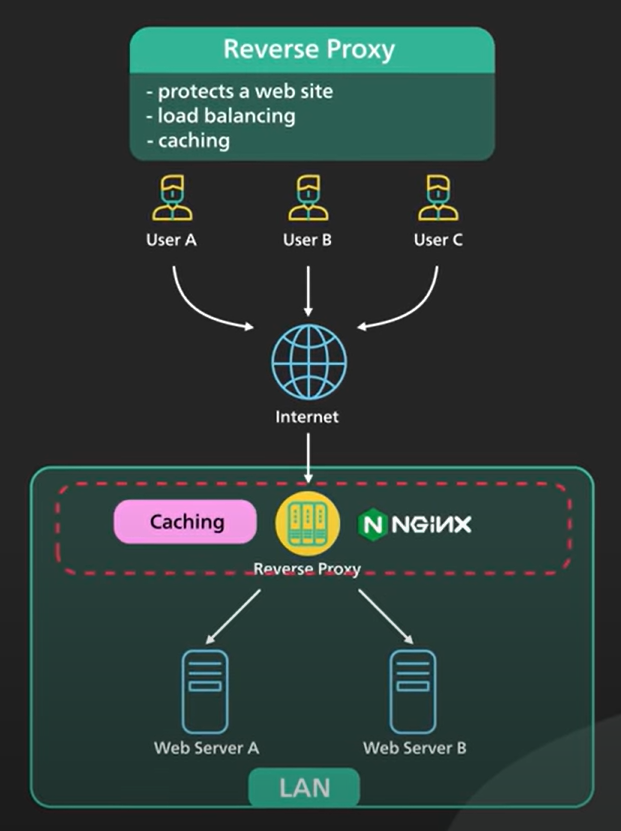 Reverse Proxy
- protects a web site
- load balancing
- caching
User A
User B
User C
Internet
Caching
N NGINX
Reverse Proxy
Web Server A
Web Server B
LAN